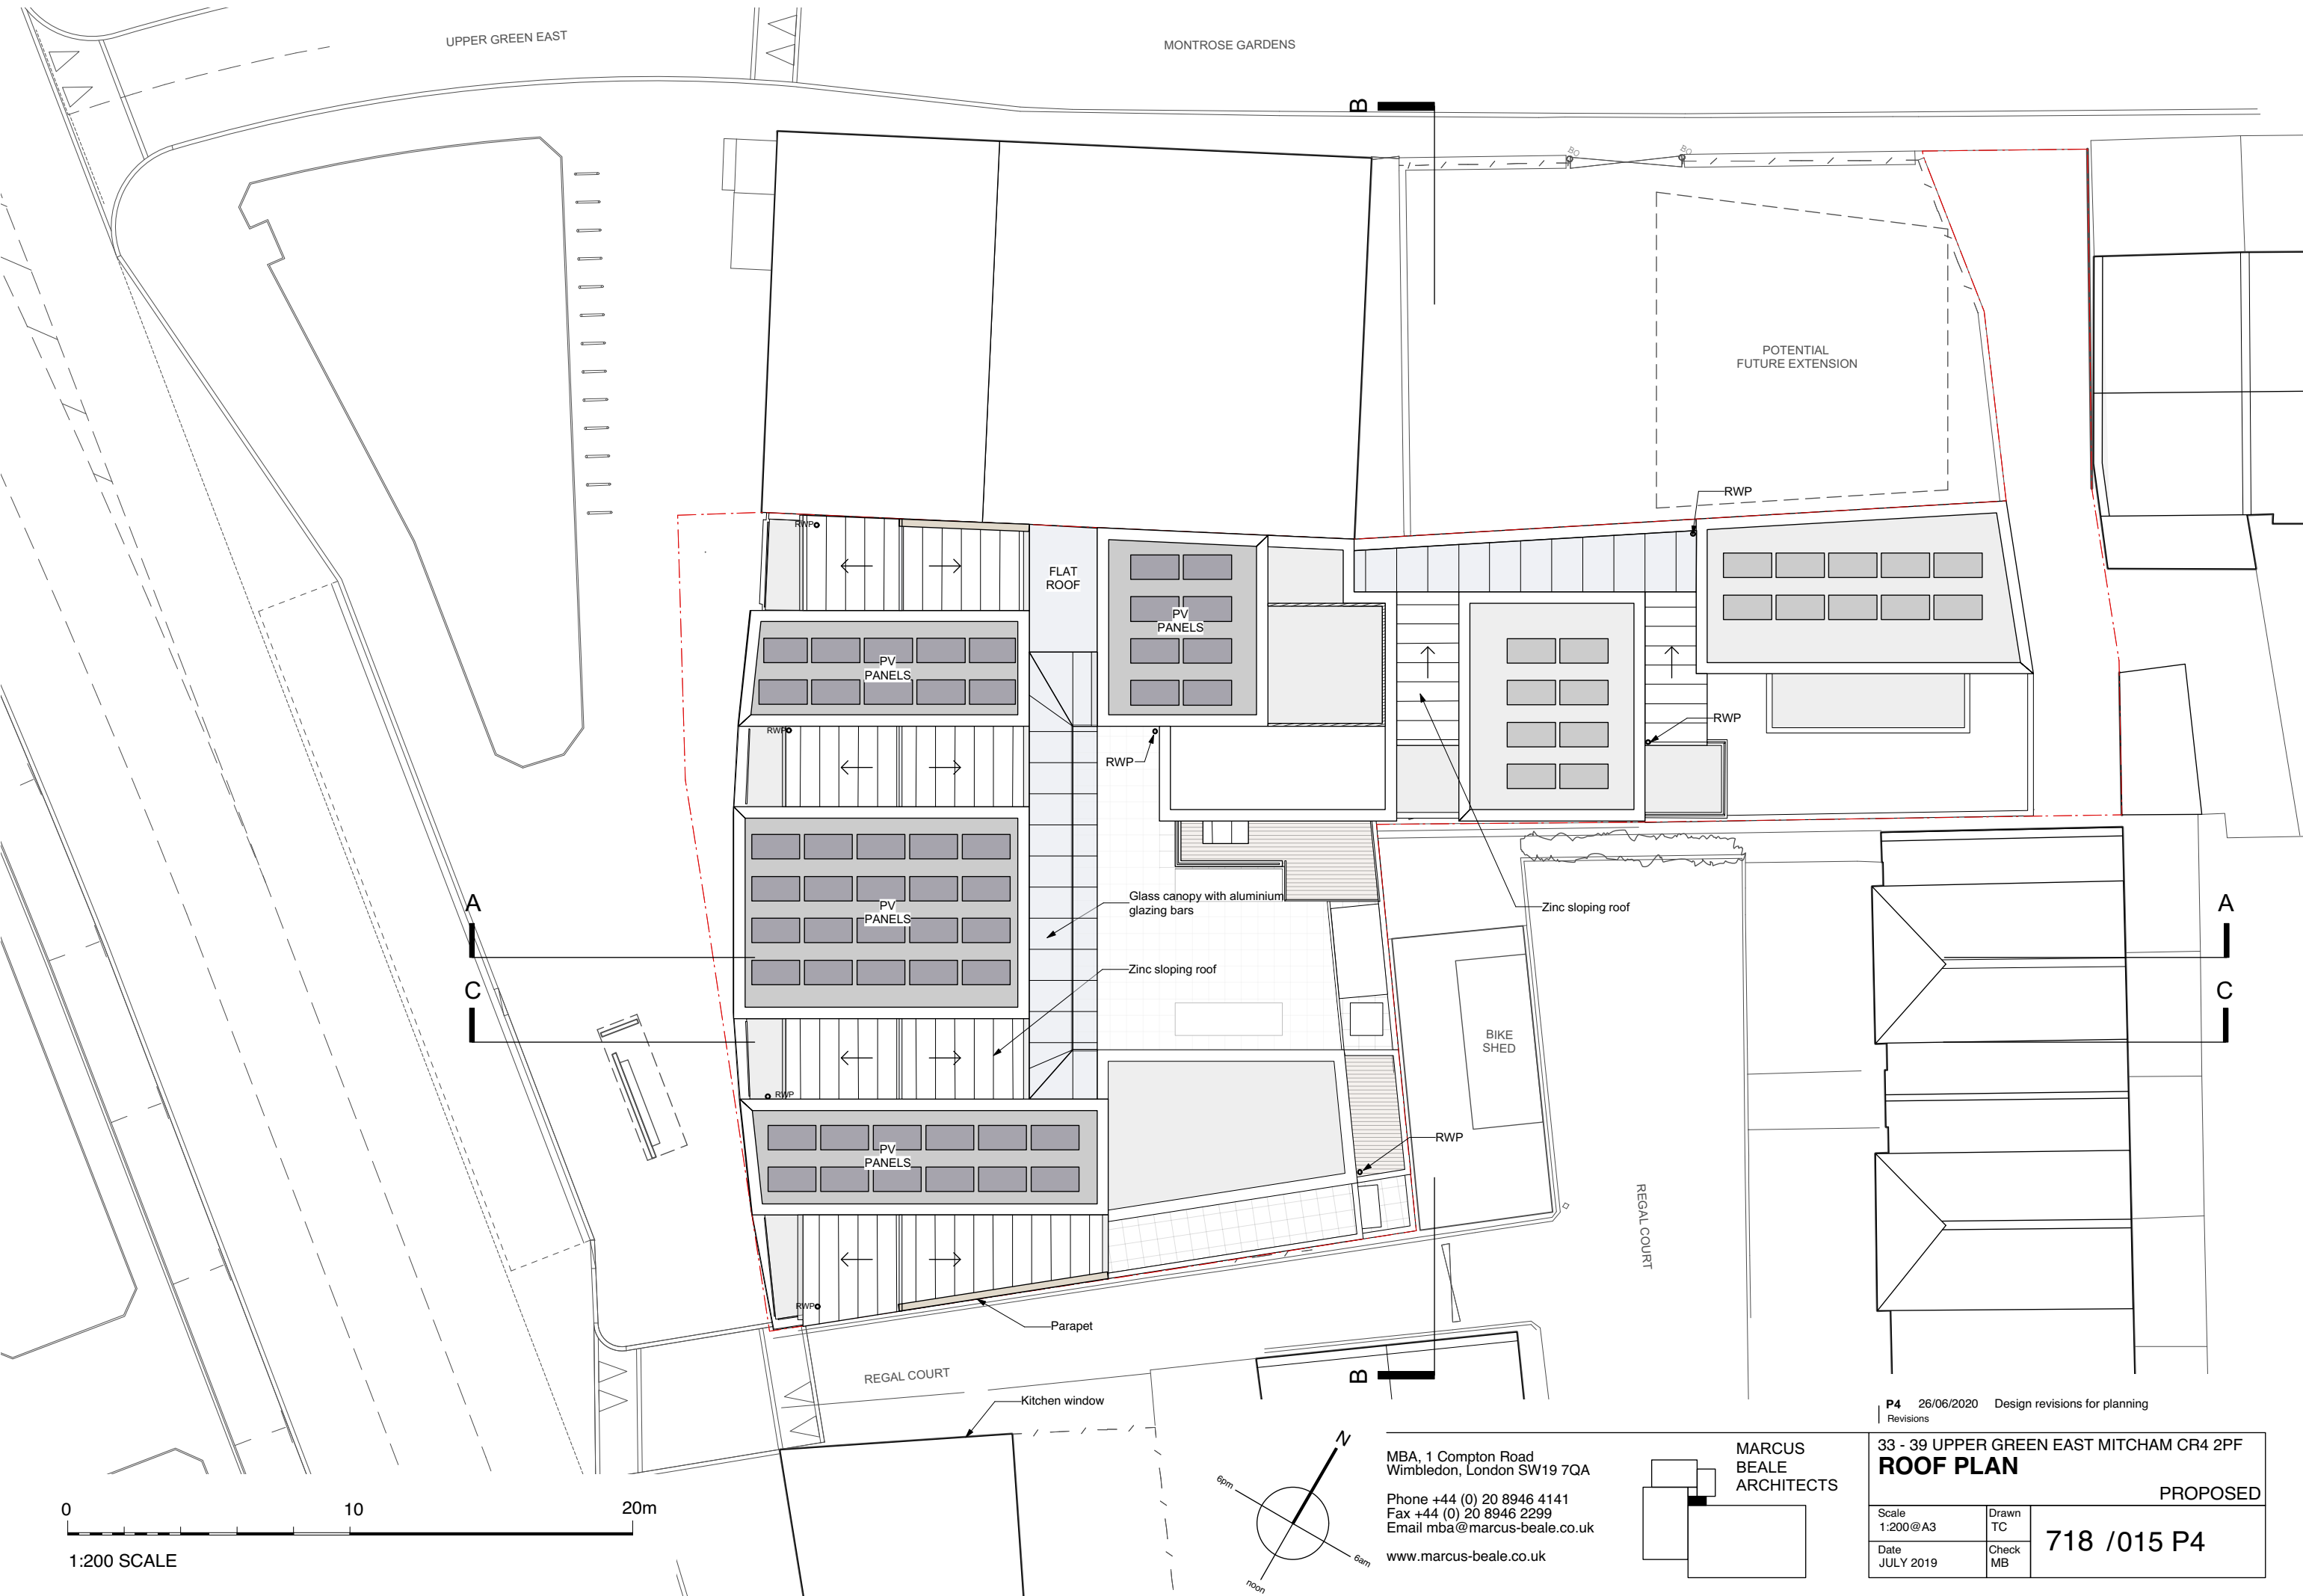 UPPER GREEN EAST
MONTROSE GARDENS
B
BO
BO
POTENTIAL
FUTURE EXTENSION
RWP
RWP
FLAT
ROOF
PV
PANELS
PV
PANELS
RWP
RWP
RWP
A
Glass canopy with aluminium
glazing bars
Zinc sloping roof
A
PV
PANELS
Zinc sloping roof
C
C
BIKE
SHED
RWP
RWP
PV
PANELS
REGAL COURT
RWP
Parapet
REGAL COURT
B
Kitchen window
P4 26/06/2020 Design revisions for planning
Revisions
N
6pm
6am
noon
0 10 20m
1:200 SCALE
MBA, 1 Compton Road
Wimbledon, London SW19 7QA
Phone +44 (0) 20 8946 4141
Fax +44 (0) 20 8946 2299
Email mba@marcus-beale.co.uk
www.marcus-beale.co.uk
MARCUS
BEALE
ARCHITECTS
33 - 39 UPPER GREEN EAST MITCHAM CR4 2PF
ROOF PLAN
PROPOSED
Scale
1:200@A3
Drawn
TC
Date
JULY 2019
Check
MB
718 /015 P4